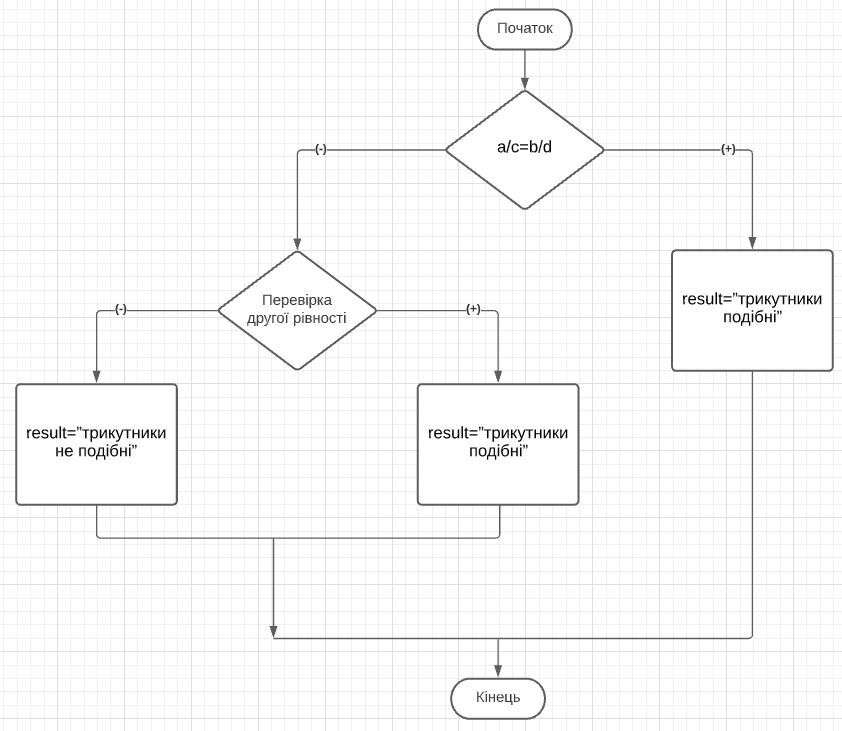 Початок
a/c=b/d
(-)
(+)
Перевірка
другої рівності
(-)
(+)
result=”трикутники
подібні”
result=”трикутники
не подібні”
result=”трикутники
подібні”
Кінець